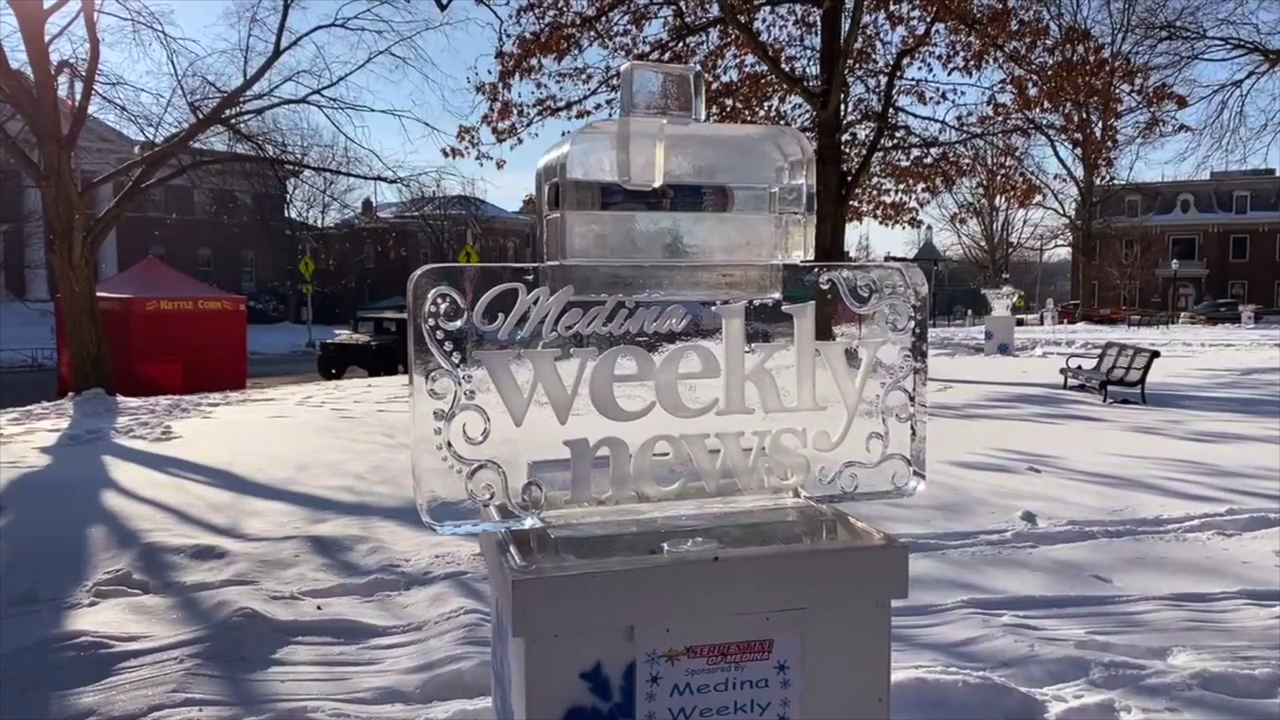 KETTLE CORN
Medina
weekly
news
SERPENTINI
OF MEDINA
Sponsored By:
Medina
Weekly